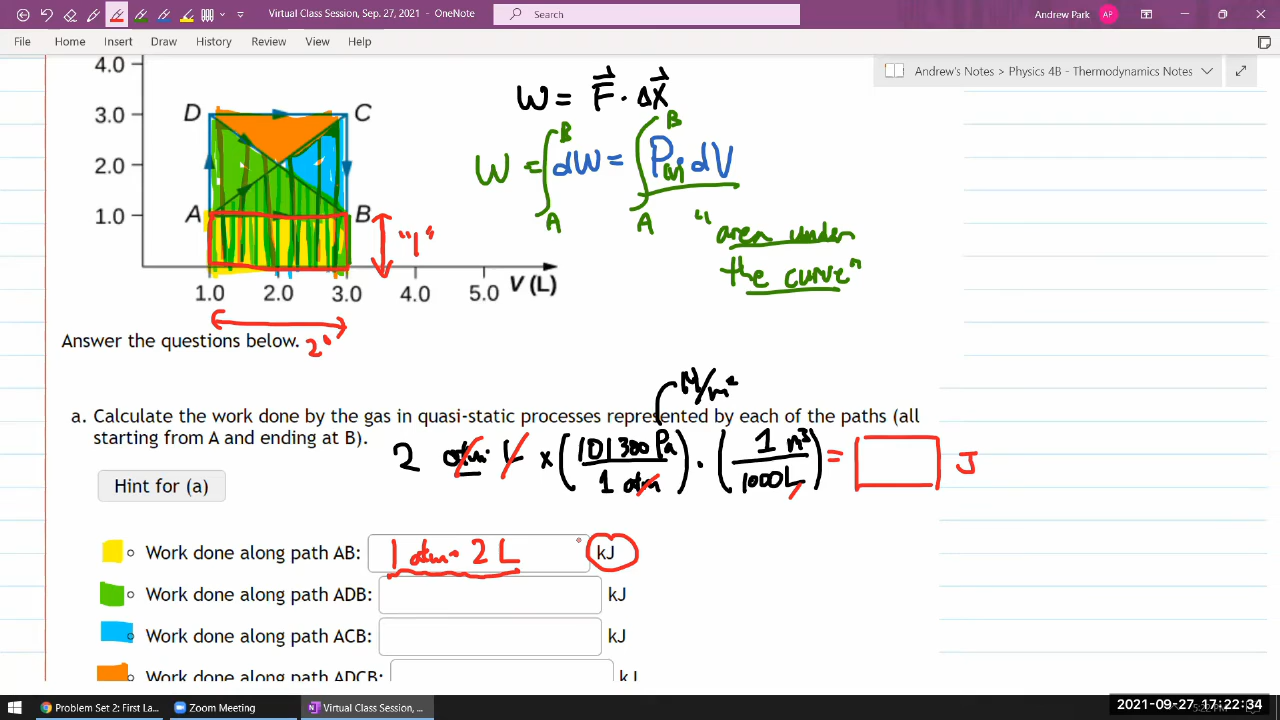 Virtual Class Session, Sep. 27, 2021 - OneNote
Search
Andrew Park
AP
File Home Insert Draw History Review View Help
Andrew's Notes > Physics 4B - Thermodynamics Notes
4.0
3.0
2.0
1.0
D
C
A
B
1.0 2.0 3.0 4.0 5.0 V (L)
"1"
2"
W = F · ΔX
W = ∫ dW = ∫ P dV
B
A
B
A
"area under
the curve"
Answer the questions below.
N/m²
a. Calculate the work done by the gas in quasi-static processes represented by each of the paths (all
starting from A and ending at B).
2 atm · L × (101300 Pa / 1 atm) · (1 m³ / 1000 L) = J
Hint for (a)
Work done along path AB: 1 atm · 2 L kJ
Work done along path ADB: kJ
Work done along path ACB: kJ
Work done along path ADCB: kJ
Problem Set 2: First La...
Zoom Meeting
Virtual Class Session, ...
2021-09-27 17:22:34